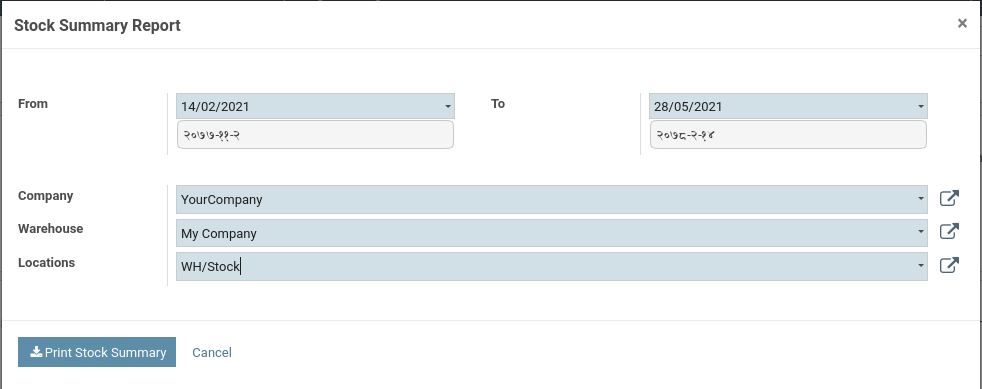 Stock Summary Report ×
From 14/02/2021 To 28/05/2021
२०७७-११-२ २०७८-२-१४
Company YourCompany
Warehouse My Company
Locations WH/Stock
Print Stock Summary Cancel